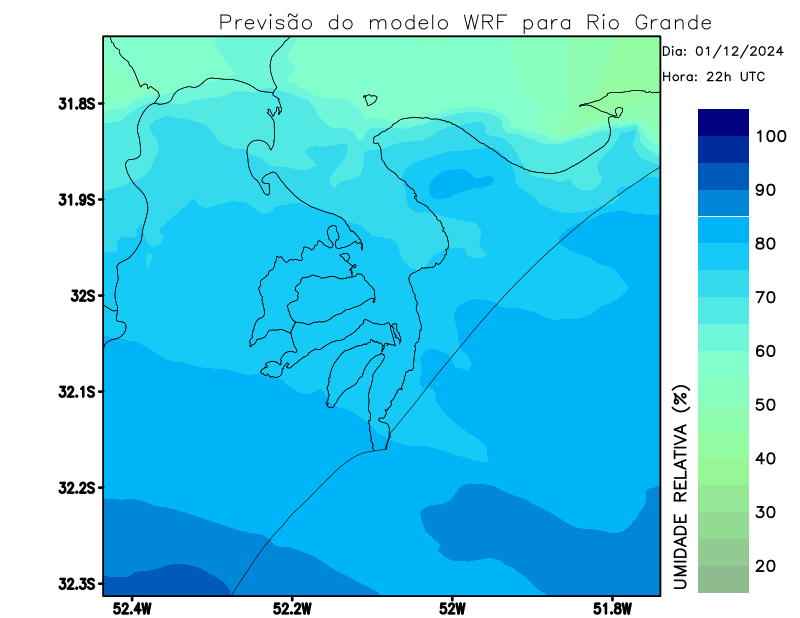 Previsão do modelo WRF para Rio Grande
Dia: 01/12/2024
Hora: 22h UTC
31.8S
31.9S
32S
32.1S
32.2S
32.3S
52.4W
52.2W
52W
51.8W
100
90
80
70
60
50
40
30
20
UMIDADE RELATIVA (%)